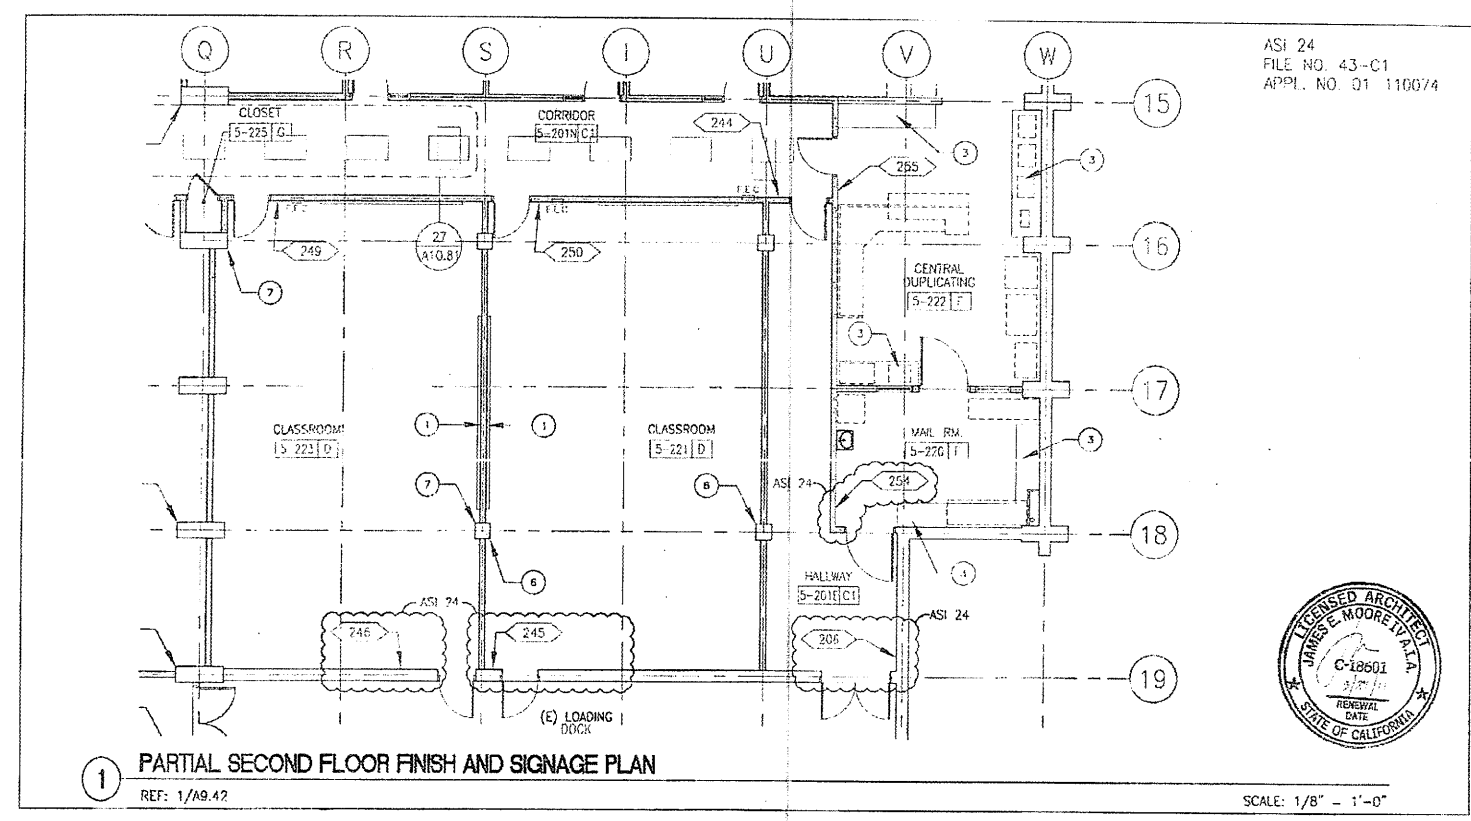 Q R S T U V W
ASI 24
FILE NO. 43-C1
APPL. NO. 01 110074
15
CLOSET
5-225 G
CORRIDOR
5-201N C1
244
3
3
265
F.E.C.
F.E.C.
F.E.C.
249
27
A10.81
250
16
7
CENTRAL
DUPLICATING
5-222 F
3
17
CLASSROOM
5-223 D
1
1
CLASSROOM
5-221 D
MAIL RM.
5-220 F
3
7
6
ASI 24
254
18
6
HALLWAY
5-201E C1
ASI 24
246
245
206
ASI 24
19
(E) LOADING
DOCK
LICENSED ARCHITECT
JAMES E. MOORE IV A.I.A.
C-18601
RENEWAL
DATE
STATE OF CALIFORNIA
1
PARTIAL SECOND FLOOR FINISH AND SIGNAGE PLAN
REF: 1/A9.42
SCALE: 1/8" - 1'-0"